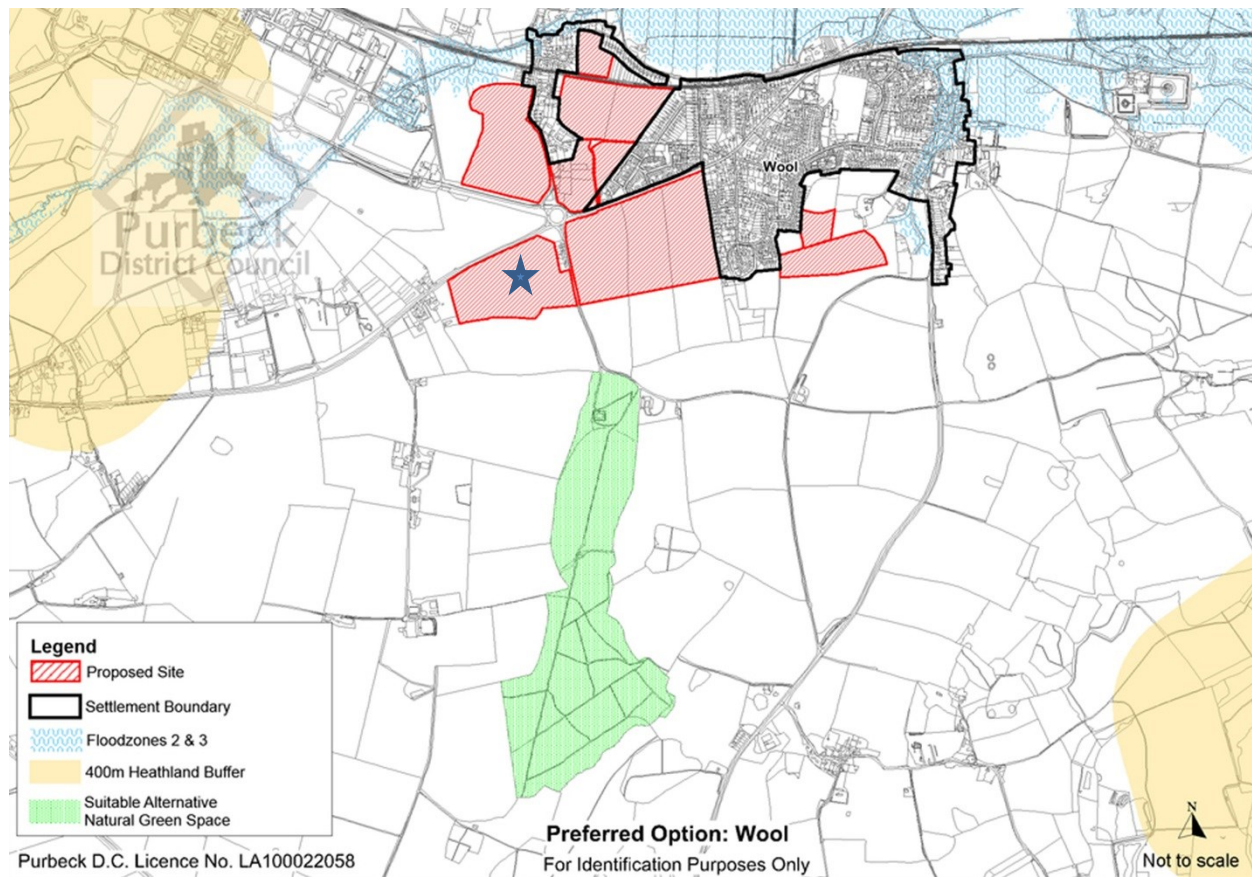 Wool
Purbeck
District Council
Legend
Proposed Site
Settlement Boundary
Floodzones 2 & 3
400m Heathland Buffer
Suitable Alternative
Natural Green Space
Purbeck D.C. Licence No. LA100022058
Preferred Option: Wool
For Identification Purposes Only
N
Not to scale